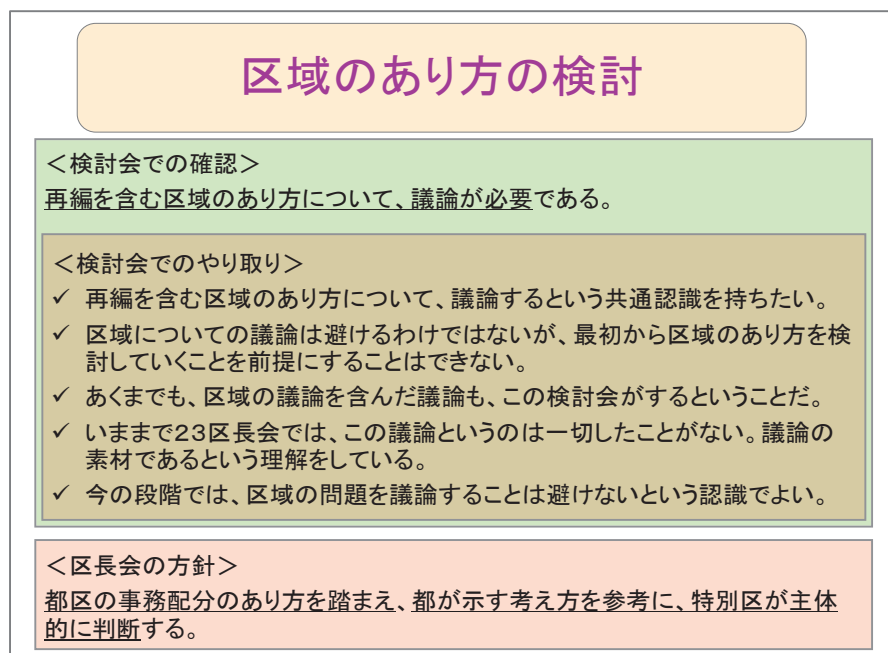 区域のあり方の検討
＜検討会での確認＞
再編を含む区域のあり方について、議論が必要である。
＜検討会でのやり取り＞
✓ 再編を含む区域のあり方について、議論するという共通認識を持ちたい。
✓ 区域についての議論は避けるわけではないが、最初から区域のあり方を検
討していくことを前提にすることはできない。
✓ あくまでも、区域の議論を含んだ議論も、この検討会がするということだ。
✓ いままで２３区長会では、この議論というのは一切したことがない。議論の
素材であるという理解をしている。
✓ 今の段階では、区域の問題を議論することは避けないという認識でよい。
＜区長会の方針＞
都区の事務配分のあり方を踏まえ、都が示す考え方を参考に、特別区が主体
的に判断する。